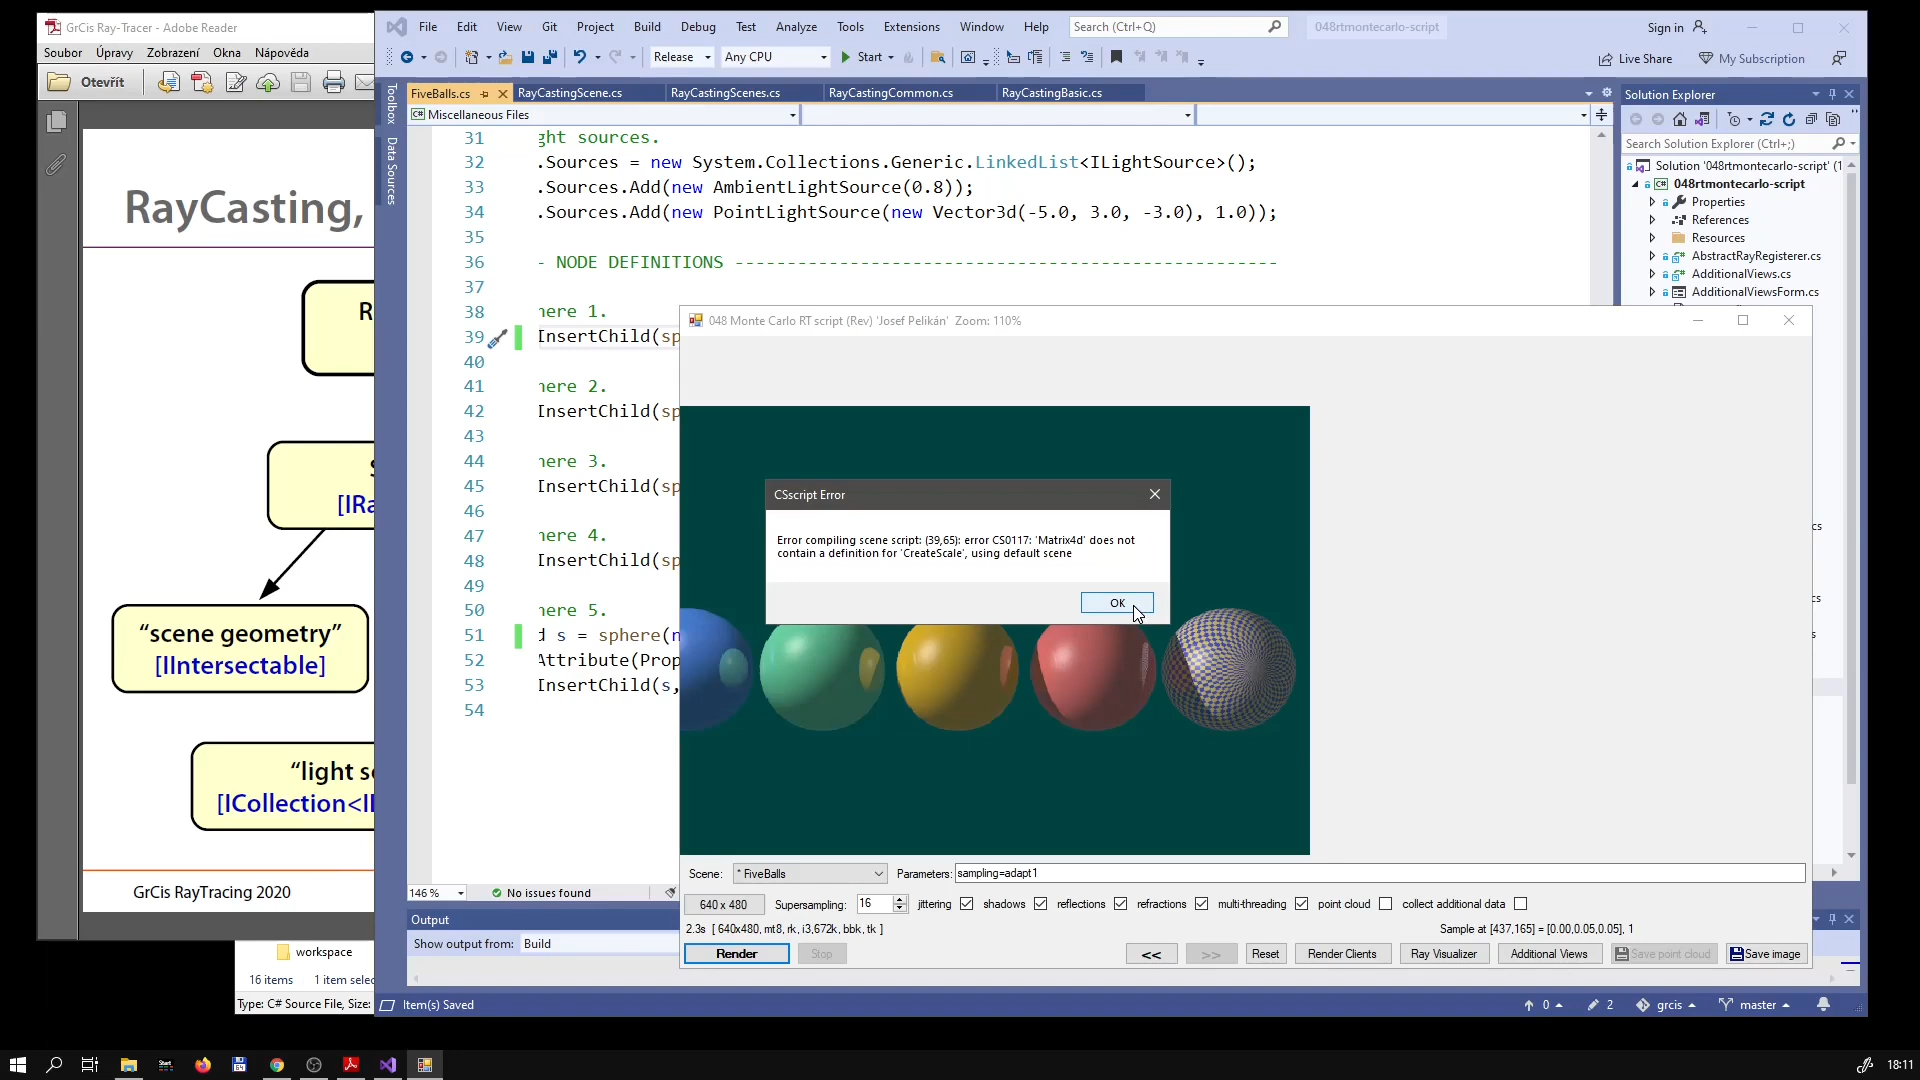 GrCis Ray-Tracer - Adobe Reader
Soubor Úpravy Zobrazení Okna Nápověda
Otevřít
RayCasting,
"scene geometry"
[IIntersectable]
"light s
GrCis RayTracing 2020
workspace
16 items 1 item selec
Type: C# Source File, Size:
File Edit View Git Project Build Debug Test Analyze Tools Extensions Window Help Search (Ctrl+Q) 048rtmontecarlo-script Sign in
Release Any CPU Start Live Share My Subscription
Toolbox
Data Sources
FiveBalls.cs RayCastingScene.cs RayCastingScenes.cs RayCastingCommon.cs RayCastingBasic.cs
Miscellaneous Files
31 ght sources.
32 .Sources = new System.Collections.Generic.LinkedList<ILightSource>();
33 .Sources.Add(new AmbientLightSource(0.8));
34 .Sources.Add(new PointLightSource(new Vector3d(-5.0, 3.0, -3.0), 1.0));
35
36 - NODE DEFINITIONS ----------------------------------------------------
37
38 here 1.
39 InsertChild(sp
40
41 here 2.
42 InsertChild(sp
43
44 here 3.
45 InsertChild(sp
46
47 here 4.
48 InsertChild(sp
49
50 here 5.
51 d s = sphere(n
52 Attribute(Prop
53 InsertChild(s,
54
146 % No issues found
Output
Show output from: Build
Item(s) Saved 0 2 grcis master
Solution Explorer
Search Solution Explorer (Ctrl+;)
Solution '048rtmontecarlo-script' (1
048rtmontecarlo-script
Properties
References
Resources
AbstractRayRegisterer.cs
AdditionalViews.cs
AdditionalViewsForm.cs
048 Monte Carlo RT script (Rev) 'Josef Pelikán' Zoom: 110%
CSscript Error
Error compiling scene script: (39,65): error CS0117: 'Matrix4d' does not
contain a definition for 'CreateScale', using default scene
OK
Scene: * FiveBalls Parameters: sampling=adapt1
640 x 480 Supersampling: 16 jittering shadows reflections refractions multi-threading point cloud collect additional data
2.3s [ 640x480, mt8, rk, i3,672k, bbk, tk ] Sample at [437,165] = [0.00,0.05,0.05], 1
Render Stop << >> Reset Render Clients Ray Visualizer Additional Views Save point cloud Save image
18:11